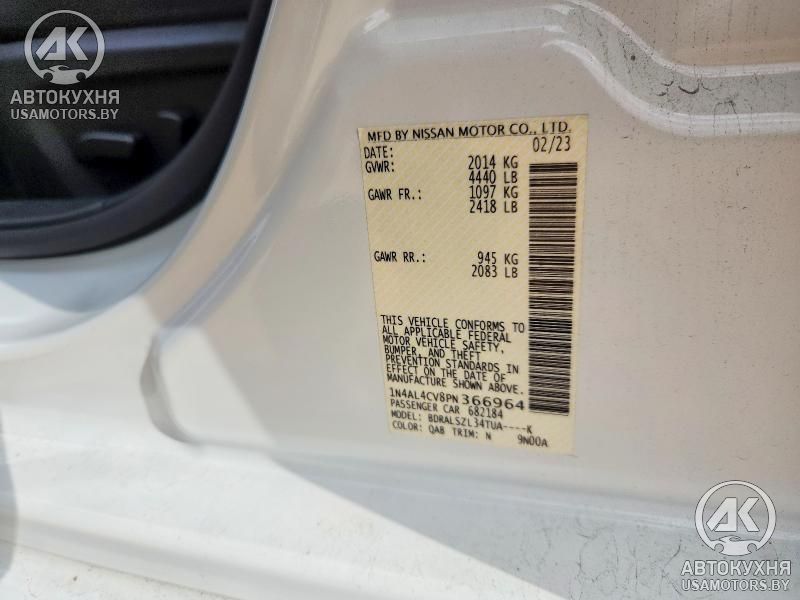 AK
АВТОКУХНЯ
USAMOTORS.BY
MFD BY NISSAN MOTOR CO., LTD.
DATE: 02/23
GVWR: 2014 KG
4440 LB
GAWR FR.: 1097 KG
2418 LB
GAWR RR.: 945 KG
2083 LB
THIS VEHICLE CONFORMS TO
ALL APPLICABLE FEDERAL
MOTOR VEHICLE SAFETY,
BUMPER, AND THEFT
PREVENTION STANDARDS IN
EFFECT ON THE DATE OF
MANUFACTURE SHOWN ABOVE.
1N4AL4CV8PN366964
PASSENGER CAR 682184
MODEL: BDRALSZL34TUA----K
COLOR: QAB TRIM: N 9N00A
AK
АВТОКУХНЯ
USAMOTORS.BY